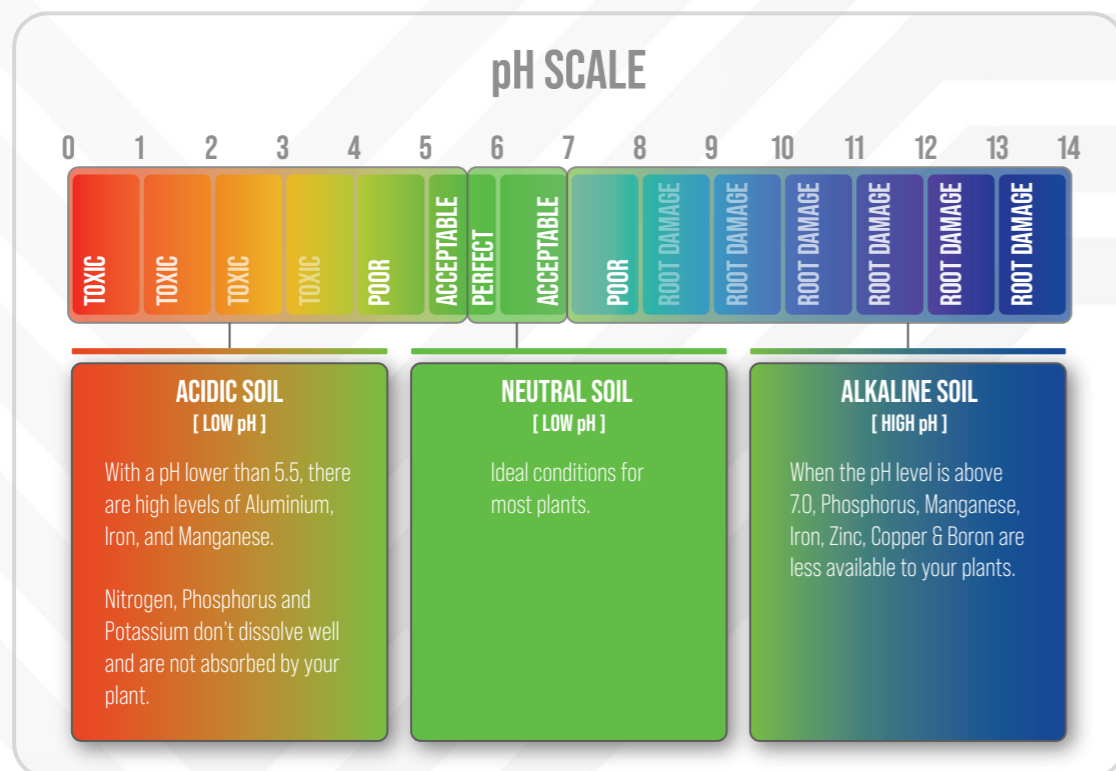 pH SCALE
0 1 2 3 4 5 6 7 8 9 10 11 12 13 14
TOXIC
TOXIC
TOXIC
TOXIC
POOR
ACCEPTABLE
PERFECT
ACCEPTABLE
POOR
ROOT DAMAGE
ROOT DAMAGE
ROOT DAMAGE
ROOT DAMAGE
ROOT DAMAGE
ROOT DAMAGE
ACIDIC SOIL
[ LOW pH ]
With a pH lower than 5.5, there
are high levels of Aluminium,
Iron, and Manganese.
Nitrogen, Phosphorus and
Potassium don't dissolve well
and are not absorbed by your
plant.
NEUTRAL SOIL
[ LOW pH ]
Ideal conditions for
most plants.
ALKALINE SOIL
[ HIGH pH ]
When the pH level is above
7.0, Phosphorus, Manganese,
Iron, Zinc, Copper & Boron are
less available to your plants.